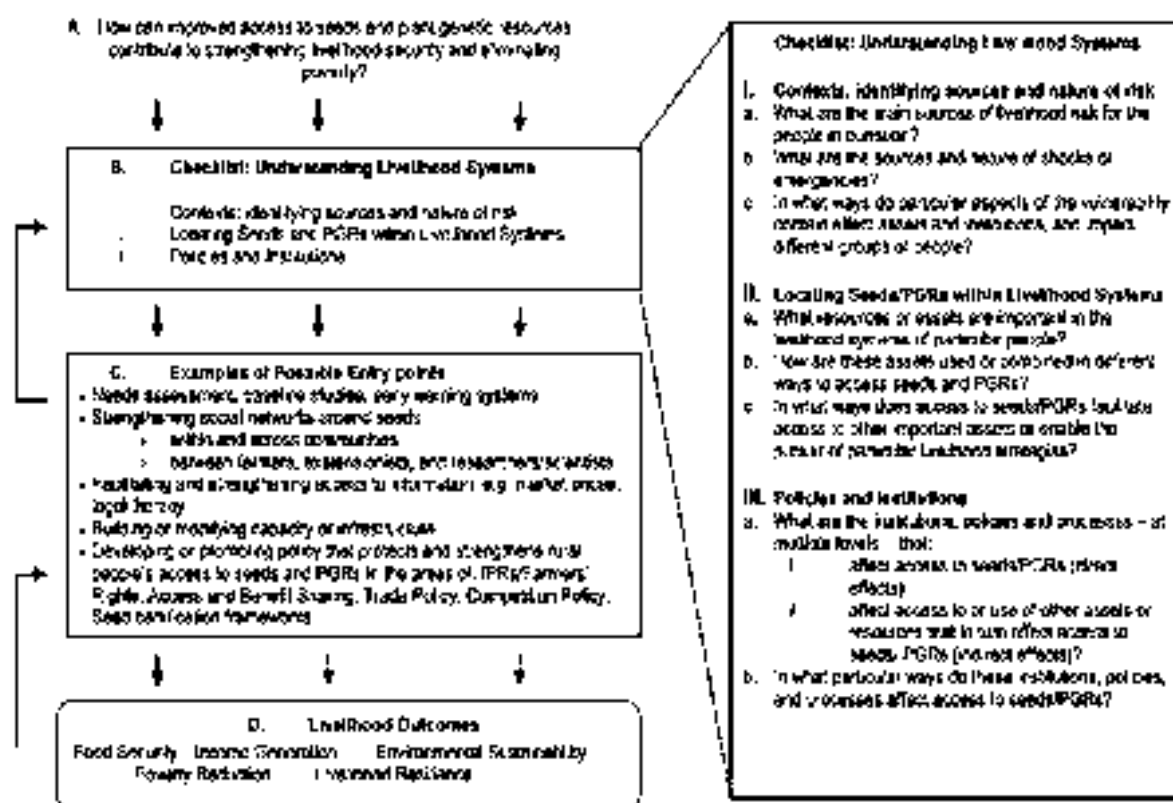 A. How can improved access to seeds and plant genetic resources
contribute to strengthening livelihood security and eliminating
poverty?
B. Checklist: Understanding Livelihood Systems
Contexts: identifying sources and nature of risk
Locating Seeds and PGRs within Livelihood Systems
Policies and Institutions
C. Examples of Possible Entry points
• Needs assessment, baseline studies, early warning systems
• Strengthening social networks around seeds
within and across communities
between farmers, extensionists, and researchers/scientists
• Facilitating and strengthening access to information e.g. market prices,
legal literacy
• Building or modifying capacity or
• Developing or promoting policy that protects and strengthens rural
people's access to seeds and PGRs in the areas of: IPRs/Farmers'
Rights, Access and Benefit Sharing, Trade Policy, Competition Policy,
Seed certification frameworks
D. Livelihood Outcomes
Food Security Income Generation Environmental Sustainability
Poverty Reduction Livelihood Resilience
Checklist: Understanding Livelihood Systems
I. Contexts, identifying sources and nature of risk
a. What are the main sources of livelihood risk for the
people in question?
b. What are the sources and nature of shocks or
emergencies?
c. In what ways do particular aspects of the vulnerability
context affect assets and resources, and impact
different groups of people?
II. Locating Seeds/PGRs within Livelihood Systems
a. What resources or assets are important in the
livelihood systems of particular people?
b. How are these assets used or combined in different
ways to access seeds and PGRs?
c. In what ways does access to seeds/PGRs facilitate
access to other important assets or enable the
pursuit of particular livelihood strategies?
III. Policies and Institutions
a. What are the institutions, policies and processes – at
multiple levels – that:
i affect access to seeds/PGRs (direct
effects)
ii affect access to or use of other assets or
resources that in turn affect access to
seeds/PGRs (indirect effects)?
b. In what particular ways do these institutions, policies,
and processes affect access to seeds/PGRs?